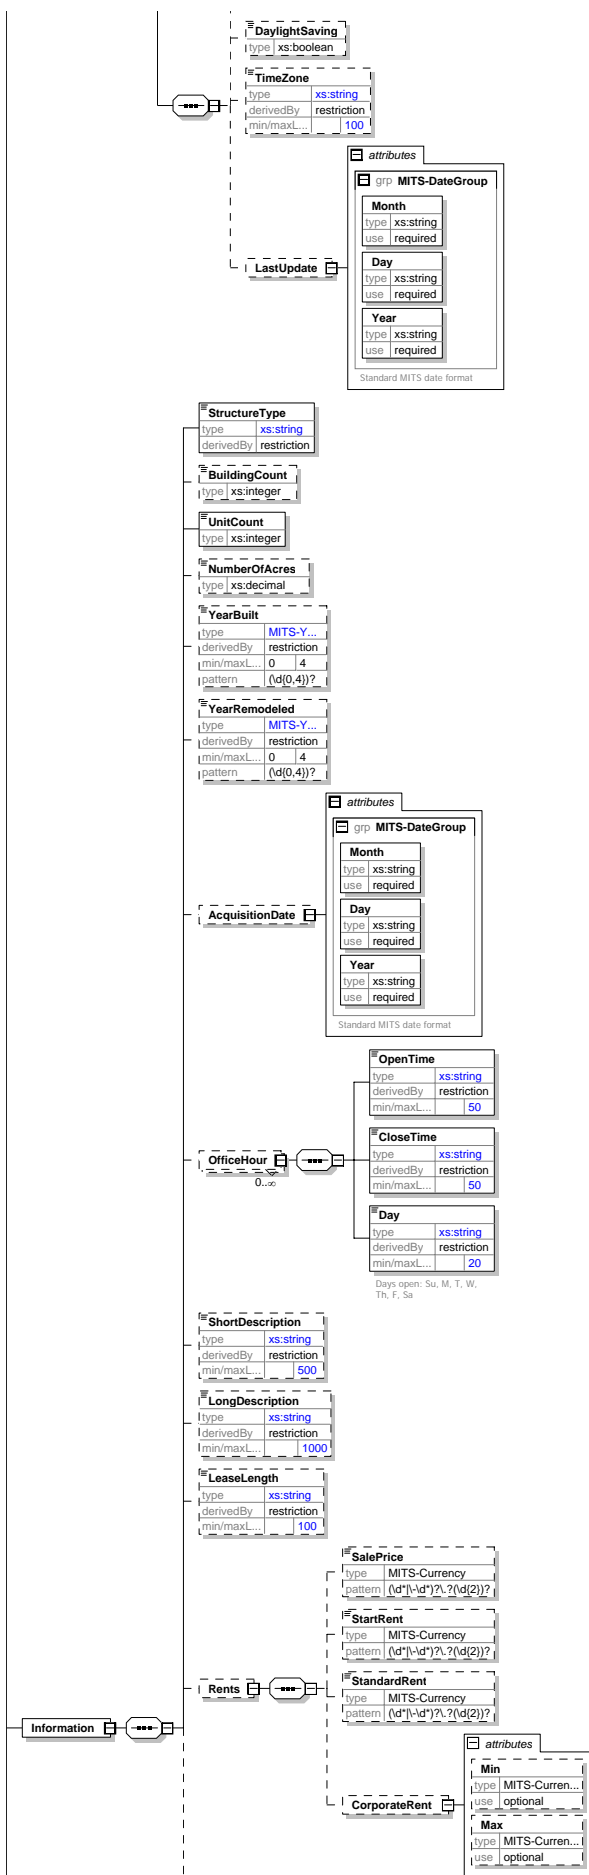 DaylightSaving
type xs:boolean
TimeZone
type xs:string
derivedBy restriction
min/maxL... 100
attributes
grp MITS-DateGroup
Month
type xs:string
use required
Day
type xs:string
use required
LastUpdate
Year
type xs:string
use required
Standard MITS date format
StructureType
type xs:string
derivedBy restriction
BuildingCount
type xs:integer
UnitCount
type xs:integer
NumberOfAcres
type xs:decimal
YearBuilt
type MITS-Y...
derivedBy restriction
min/maxL... 0 4
pattern (\d{0,4})?
YearRemodeled
type MITS-Y...
derivedBy restriction
min/maxL... 0 4
pattern (\d{0,4})?
attributes
grp MITS-DateGroup
Month
type xs:string
use required
AcquisitionDate
Day
type xs:string
use required
Year
type xs:string
use required
Standard MITS date format
OpenTime
type xs:string
derivedBy restriction
min/maxL... 50
OfficeHour
0..∞
CloseTime
type xs:string
derivedBy restriction
min/maxL... 50
Day
type xs:string
derivedBy restriction
min/maxL... 20
Days open: Su, M, T, W,
Th, F, Sa
ShortDescription
type xs:string
derivedBy restriction
min/maxL... 500
LongDescription
type xs:string
derivedBy restriction
min/maxL... 1000
LeaseLength
type xs:string
derivedBy restriction
min/maxL... 100
SalePrice
type MITS-Currency
pattern (\d*|\-\d*)?\.?(\d{2})?
StartRent
type MITS-Currency
pattern (\d*|\-\d*)?\.?(\d{2})?
Rents
StandardRent
type MITS-Currency
pattern (\d*|\-\d*)?\.?(\d{2})?
Information
attributes
Min
type MITS-Curren...
use optional
CorporateRent
Max
type MITS-Curren...
use optional